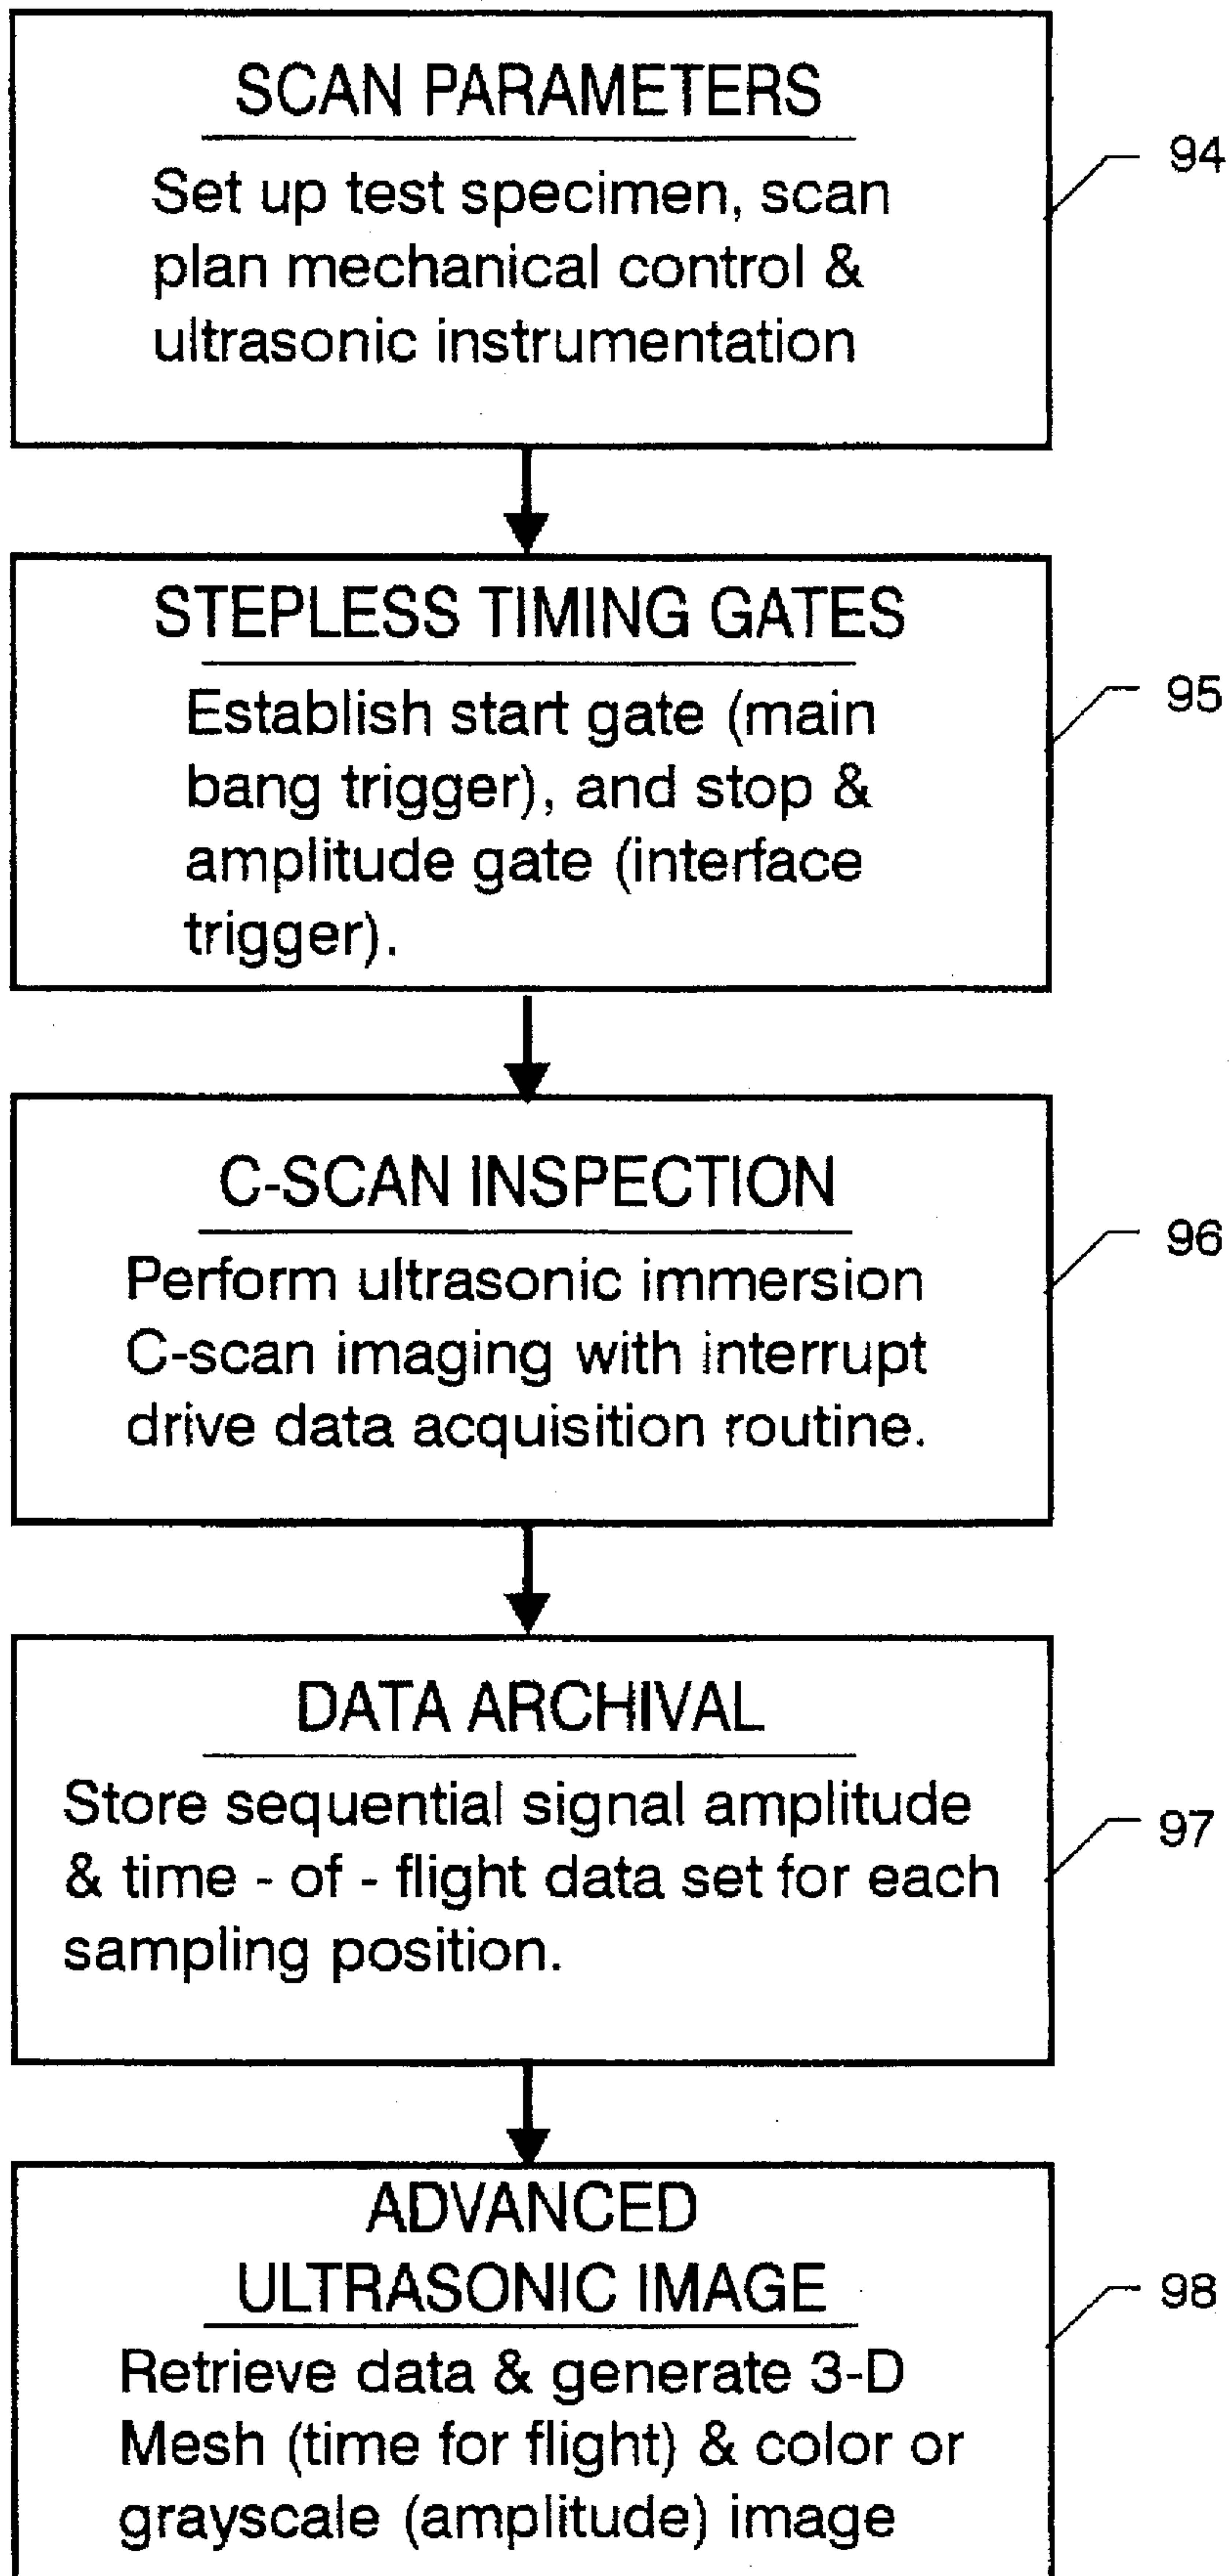 SCAN PARAMETERS
Set up test specimen, scan
plan mechanical control &
ultrasonic instrumentation
94
STEPLESS TIMING GATES
Establish start gate (main
bang trigger), and stop &
amplitude gate (interface
trigger).
95
C-SCAN INSPECTION
Perform ultrasonic immersion
C-scan imaging with interrupt
drive data acquisition routine.
96
DATA ARCHIVAL
Store sequential signal amplitude
& time - of - flight data set for each
sampling position.
97
ADVANCED
ULTRASONIC IMAGE
Retrieve data & generate 3-D
Mesh (time for flight) & color or
grayscale (amplitude) image
98